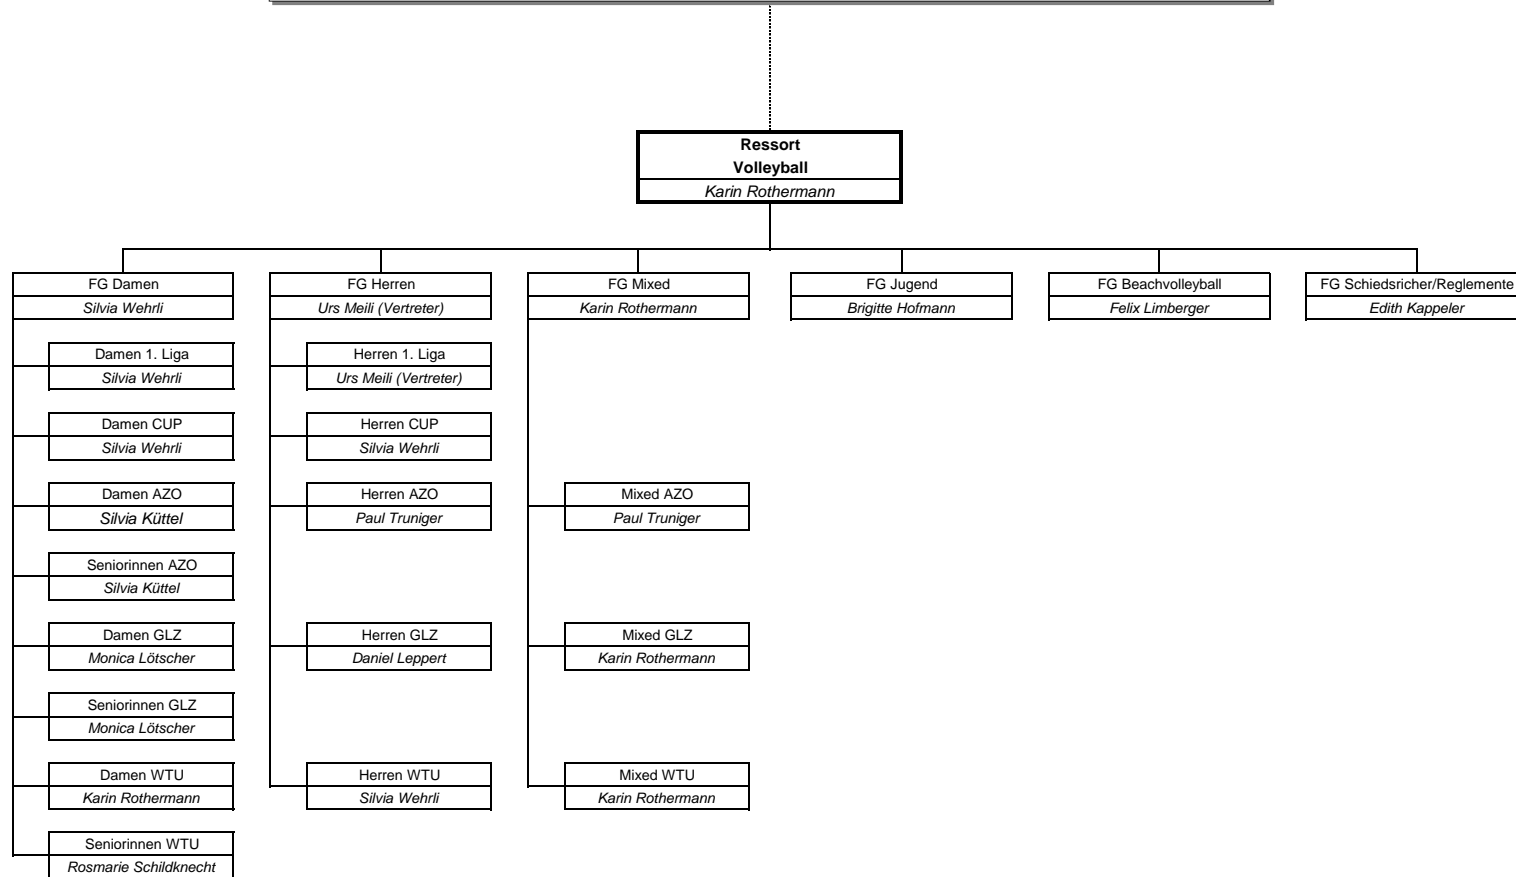 Ressort
Volleyball
Karin Rothermann
FG Damen
Silvia Wehrli
FG Herren
Urs Meili (Vertreter)
FG Mixed
Karin Rothermann
FG Jugend
Brigitte Hofmann
FG Beachvolleyball
Felix Limberger
FG Schiedsricher/Reglemente
Edith Kappeler
Damen 1. Liga
Silvia Wehrli
Herren 1. Liga
Urs Meili (Vertreter)
Damen CUP
Silvia Wehrli
Herren CUP
Silvia Wehrli
Damen AZO
Silvia Küttel
Herren AZO
Paul Truniger
Mixed AZO
Paul Truniger
Seniorinnen AZO
Silvia Küttel
Damen GLZ
Monica Lötscher
Herren GLZ
Daniel Leppert
Mixed GLZ
Karin Rothermann
Seniorinnen GLZ
Monica Lötscher
Damen WTU
Karin Rothermann
Herren WTU
Silvia Wehrli
Mixed WTU
Karin Rothermann
Seniorinnen WTU
Rosmarie Schildknecht